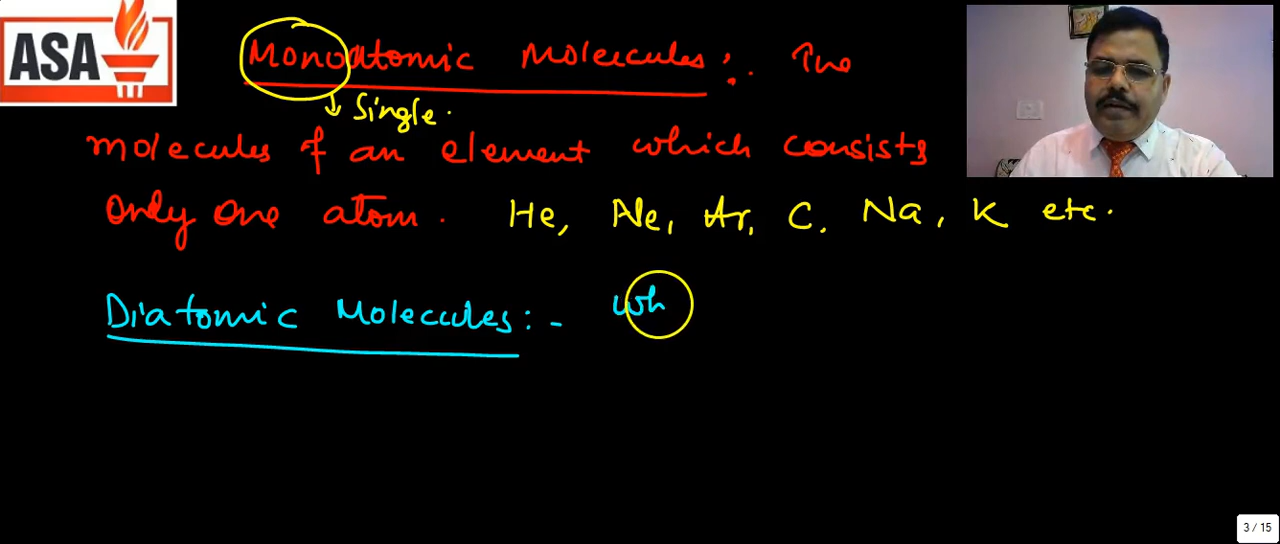 ASA
Monoatomic Molecules :. The
↓ Single.
molecules of an element which consists
only one atom. He, Ne, Ar, C, Na, K etc.
Diatomic Molecules :- Wh
3 / 15